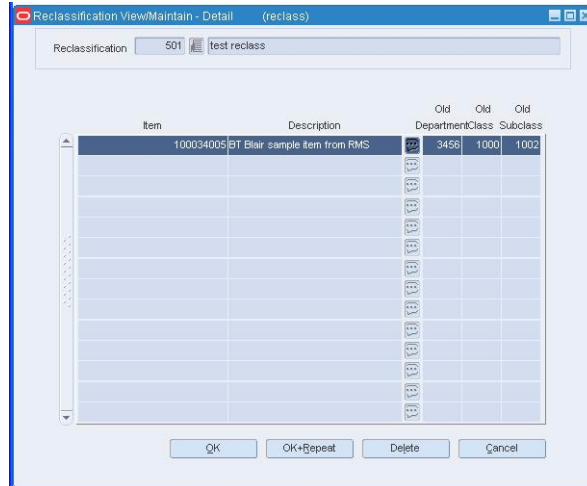 Reclassification View/Maintain - Detail (reclass)
Reclassification 501 test reclass
Old Old Old
Item Description Department Class Subclass
100034005 BT Blair sample item from RMS 3456 1000 1002
OK OK+Repeat Delete Cancel